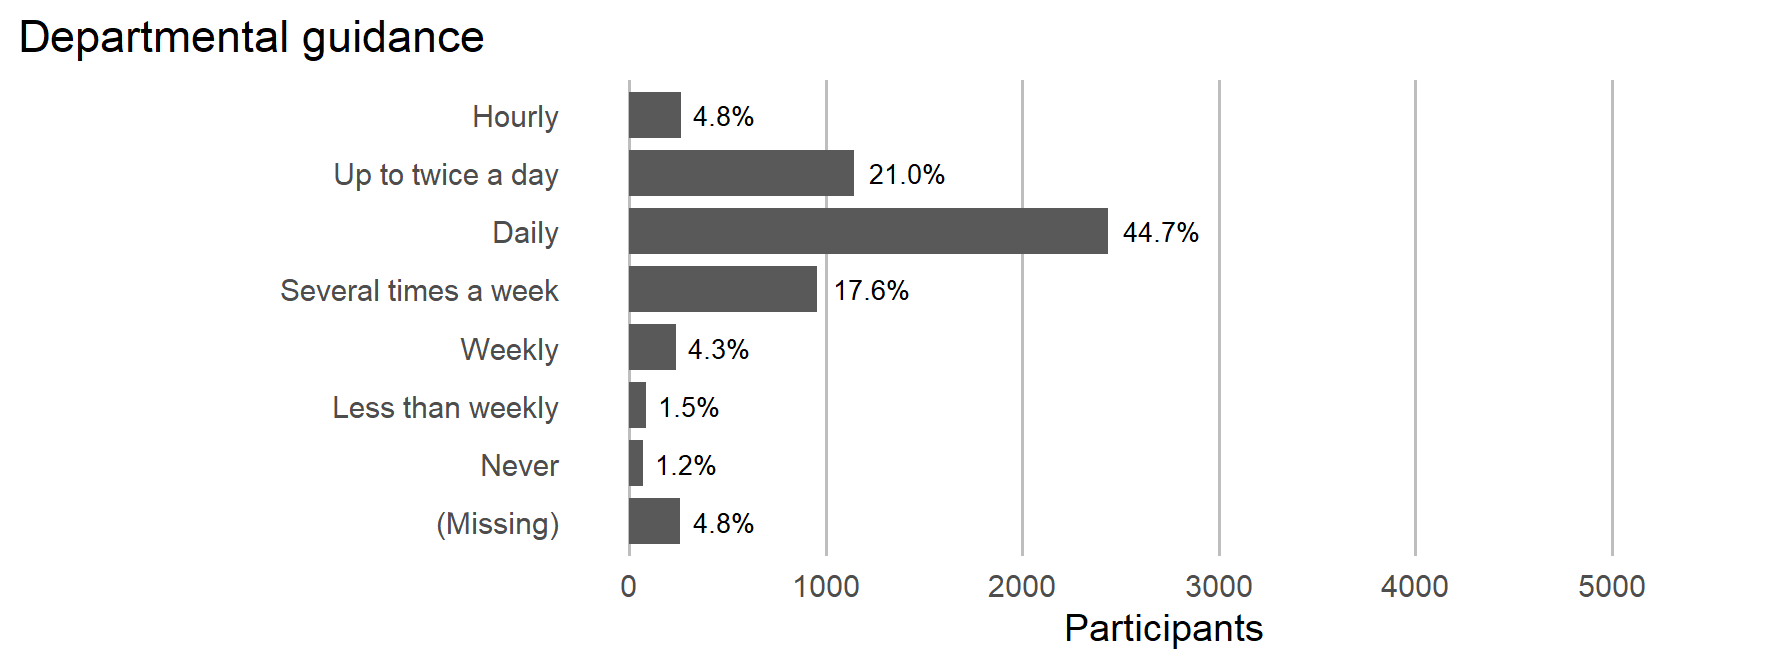 Departmental guidance
Hourly 4.8%
Up to twice a day 21.0%
Daily 44.7%
Several times a week 17.6%
Weekly 4.3%
Less than weekly 1.5%
Never 1.2%
(Missing) 4.8%
0 1000 2000 3000 4000 5000
Participants